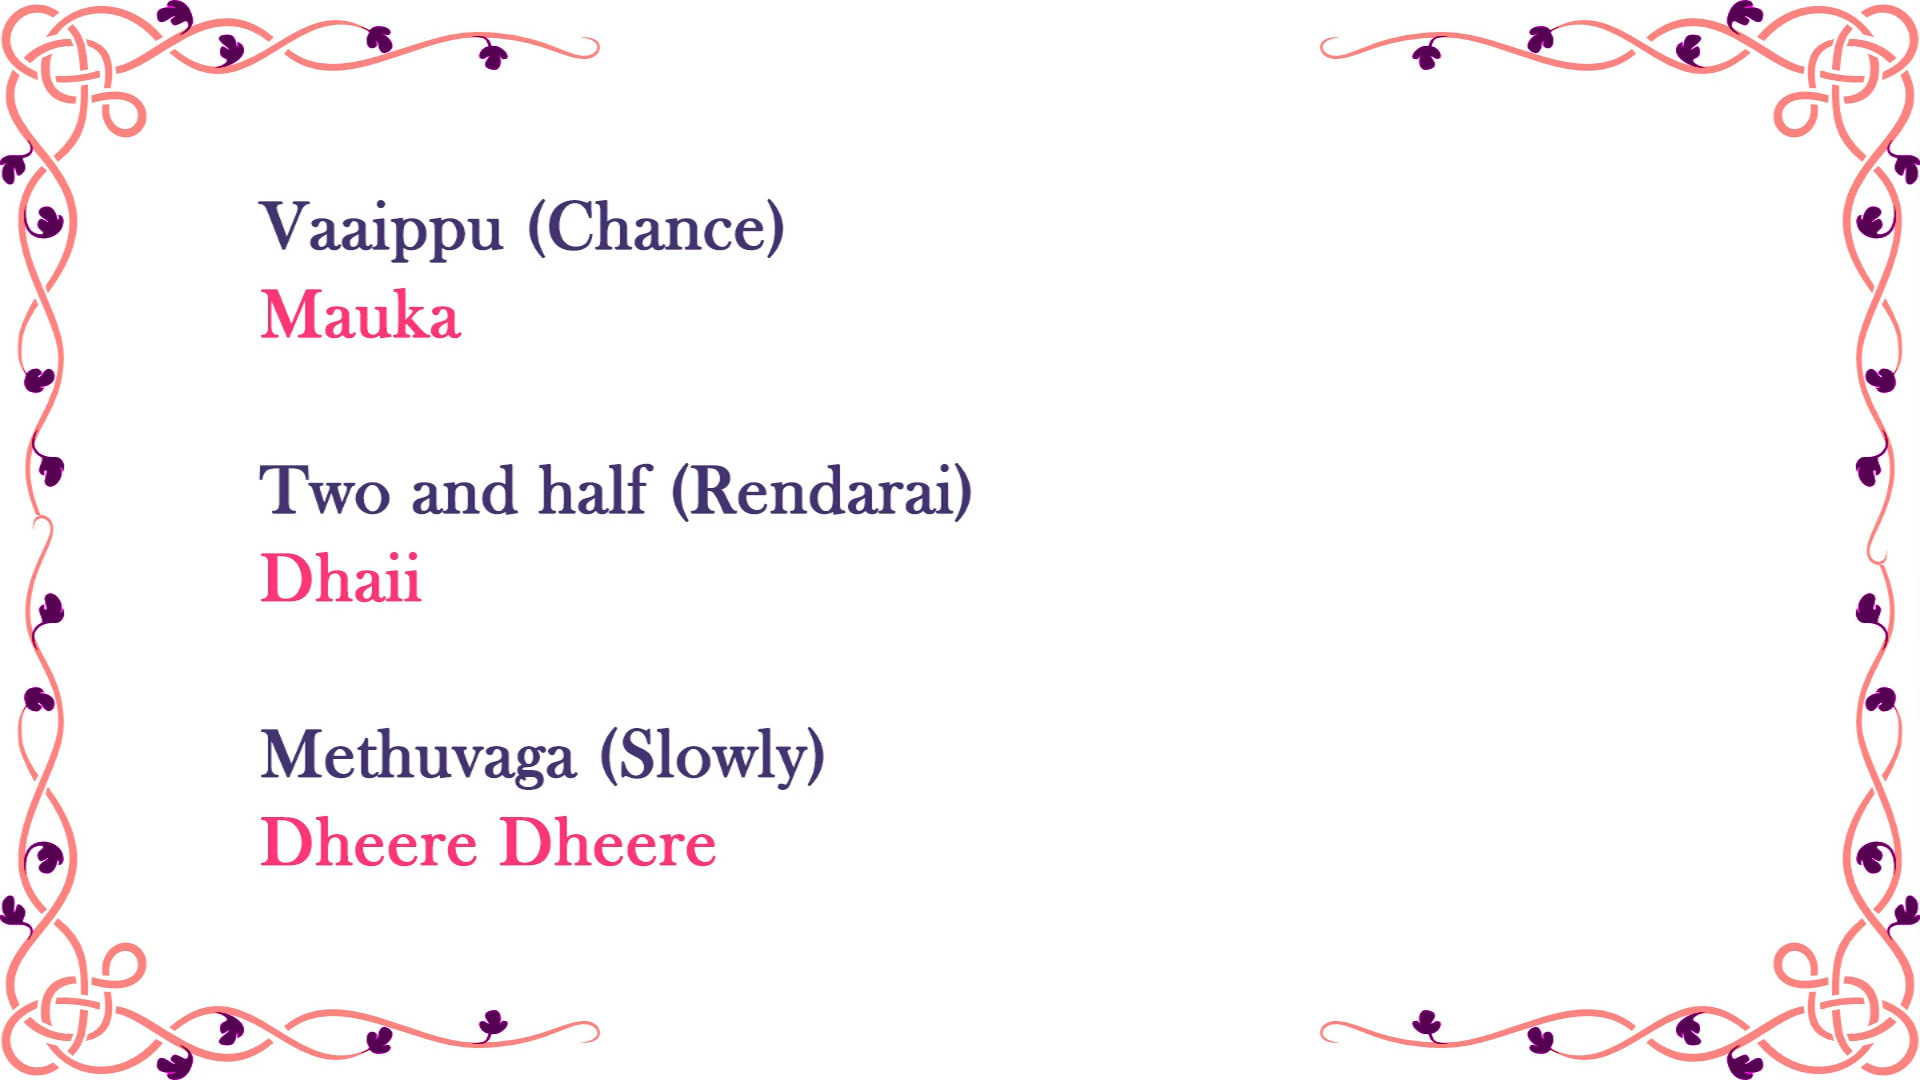 Vaaippu (Chance)
Mauka
Two and half (Rendarai)
Dhaii
Methuvaga (Slowly)
Dheere Dheere